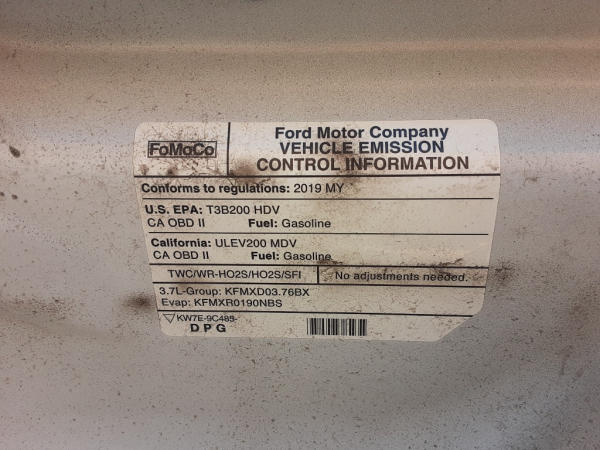 FoMoCo
Ford Motor Company
VEHICLE EMISSION
CONTROL INFORMATION
Conforms to regulations: 2019 MY
U.S. EPA: T3B200 HDV
CA OBD II Fuel: Gasoline
California: ULEV200 MDV
CA OBD II Fuel: Gasoline
TWC/WR-HO2S/HO2S/SFI No adjustments needed.
3.7L-Group: KFMXD03.76BX
Evap: KFMXR0190NBS
KW7E-9C485-
DPG